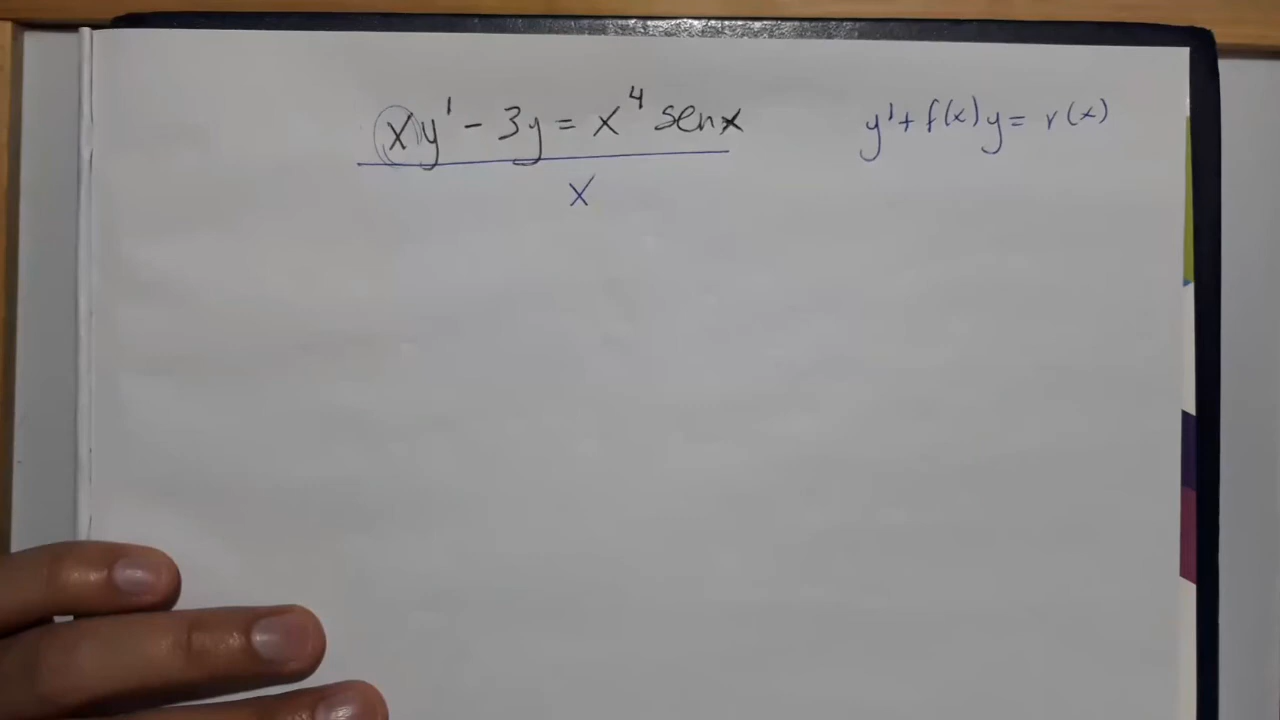 xy' - 3y = x⁴ senx
x
y' + f(x)y = r(x)